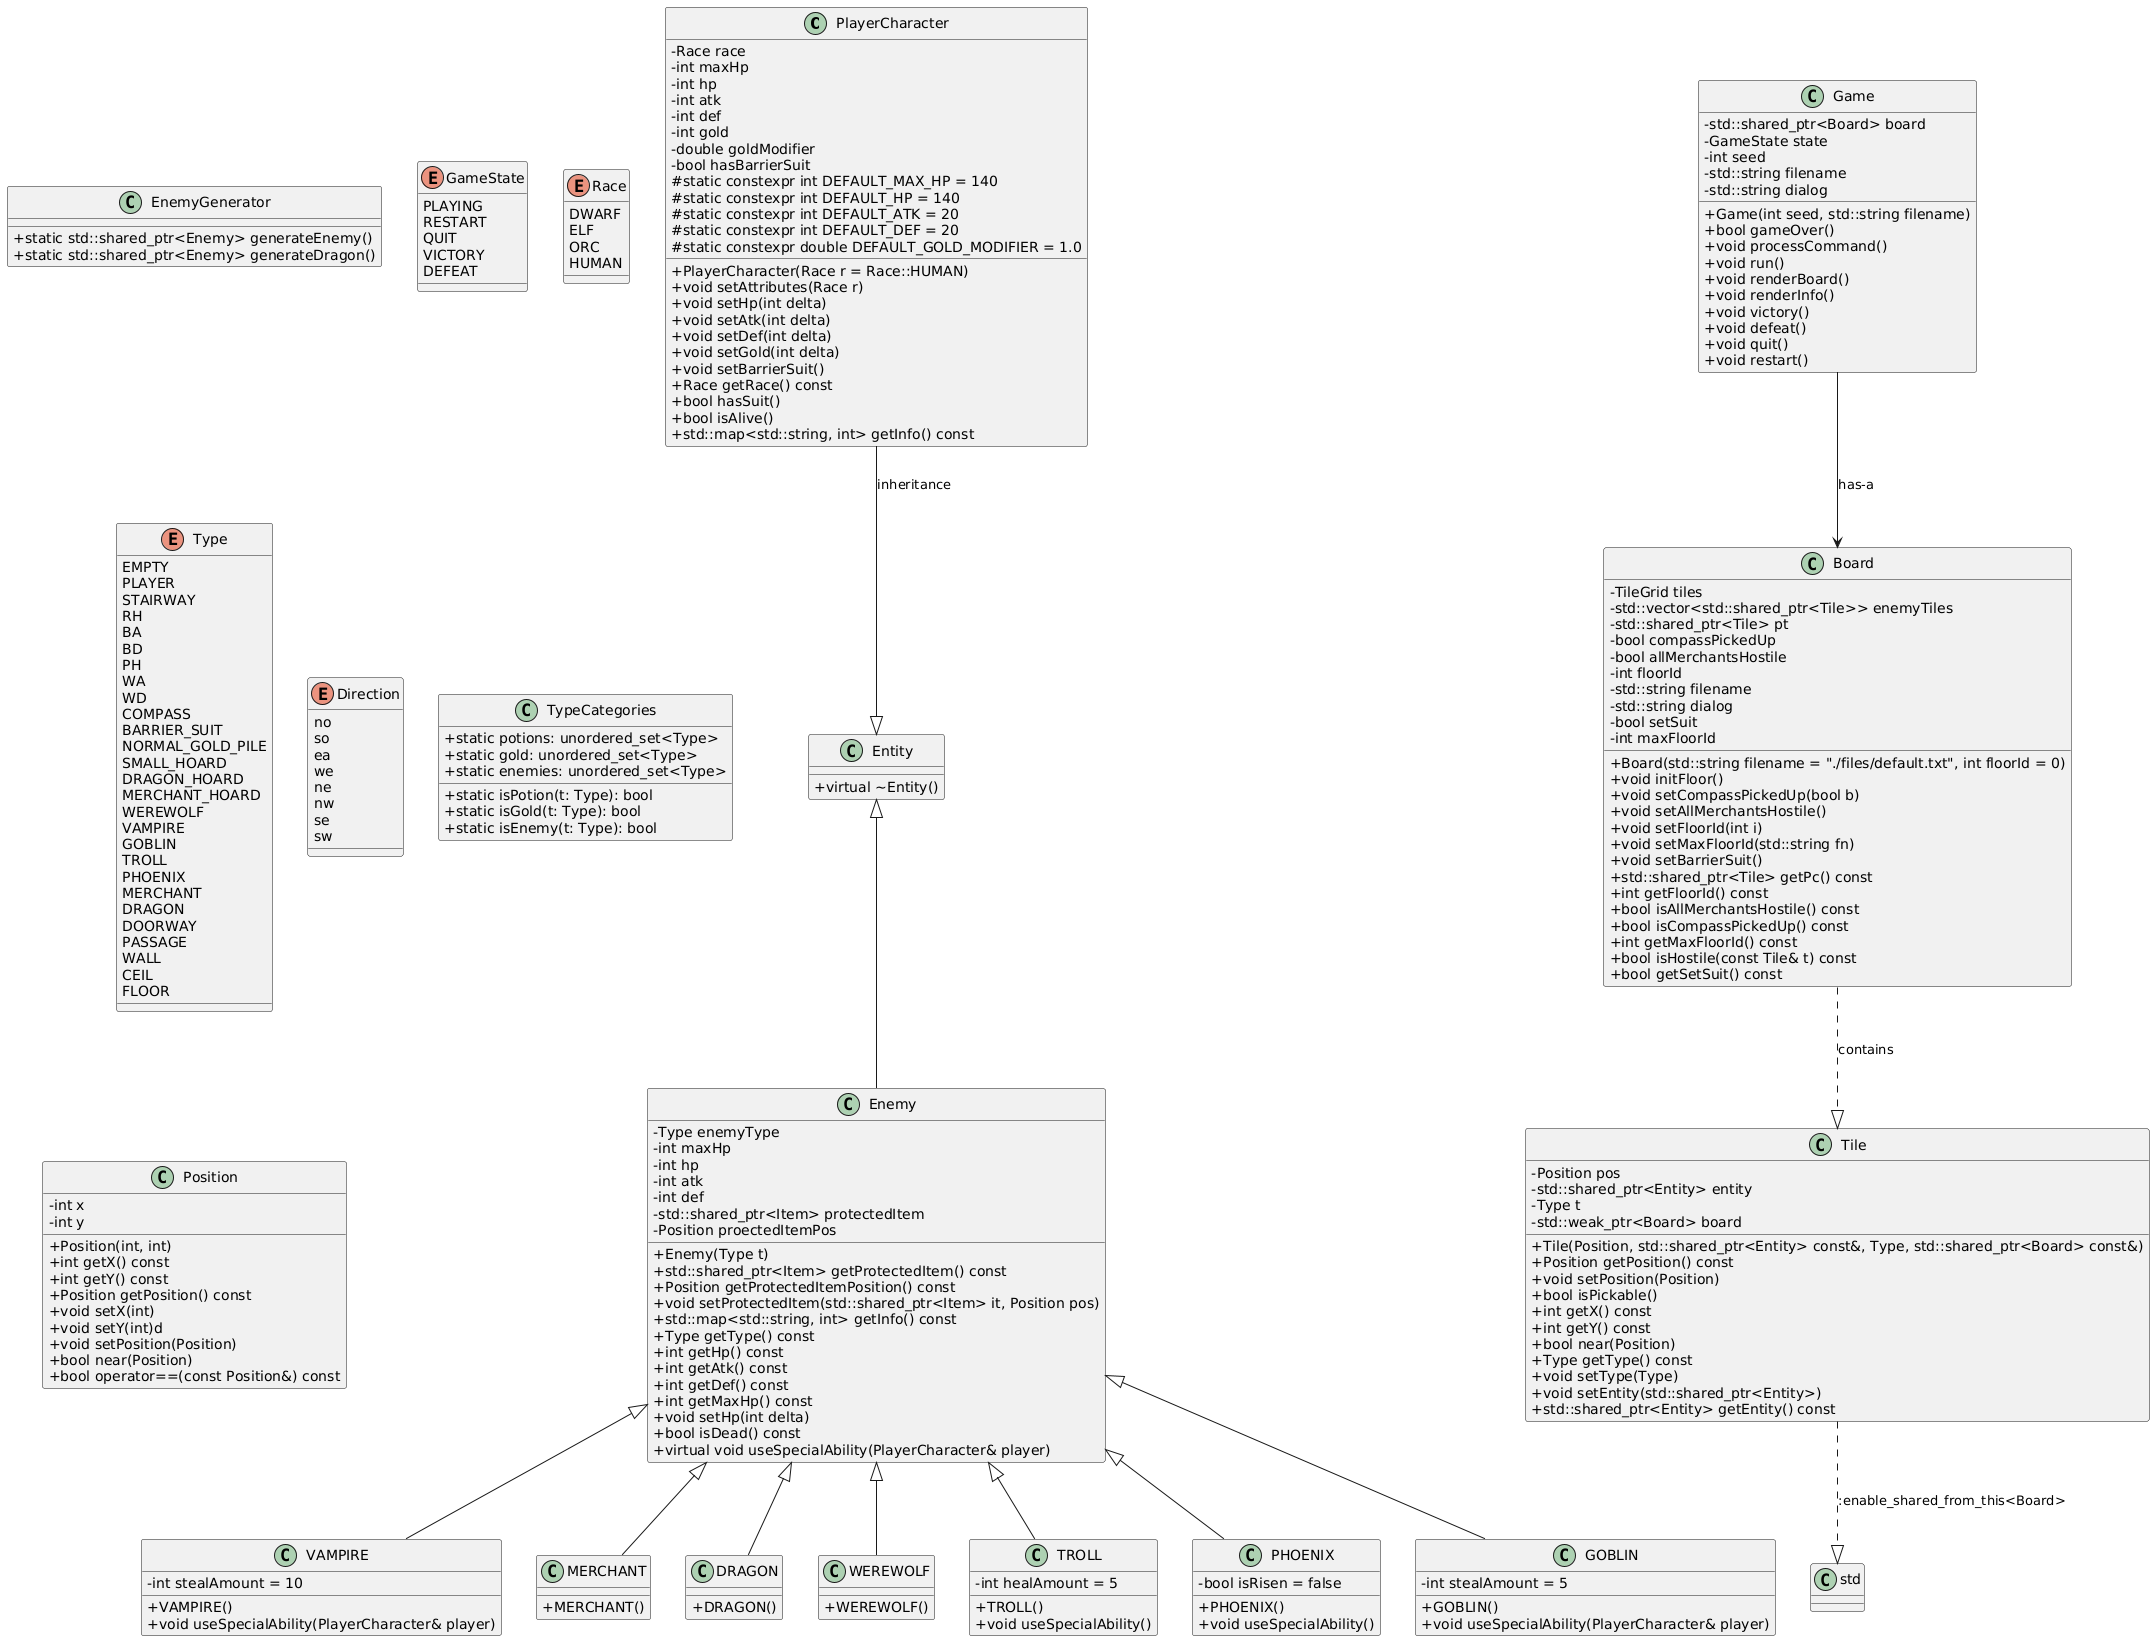 C PlayerCharacter
-Race race
-int maxHp
-int hp
-int atk
-int def
-int gold
-double goldModifier
-bool hasBarrierSuit
#static constexpr int DEFAULT_MAX_HP = 140
#static constexpr int DEFAULT_HP = 140
#static constexpr int DEFAULT_ATK = 20
#static constexpr int DEFAULT_DEF = 20
#static constexpr double DEFAULT_GOLD_MODIFIER = 1.0
+PlayerCharacter(Race r = Race::HUMAN)
+void setAttributes(Race r)
+void setHp(int delta)
+void setAtk(int delta)
+void setDef(int delta)
+void setGold(int delta)
+void setBarrierSuit()
+Race getRace() const
+bool hasSuit()
+bool isAlive()
+std::map<std::string, int> getInfo() const
C Game
-std::shared_ptr<Board> board
-GameState state
-int seed
-std::string filename
-std::string dialog
+Game(int seed, std::string filename)
+bool gameOver()
+void processCommand()
+void run()
+void renderBoard()
+void renderInfo()
+void victory()
+void defeat()
+void quit()
+void restart()
C EnemyGenerator
+static std::shared_ptr<Enemy> generateEnemy()
+static std::shared_ptr<Enemy> generateDragon()
E GameState
PLAYING
RESTART
QUIT
VICTORY
DEFEAT
E Race
DWARF
ELF
ORC
HUMAN
inheritance
has-a
E Type
EMPTY
PLAYER
STAIRWAY
RH
BA
BD
PH
WA
WD
COMPASS
BARRIER_SUIT
NORMAL_GOLD_PILE
SMALL_HOARD
DRAGON_HOARD
MERCHANT_HOARD
WEREWOLF
VAMPIRE
GOBLIN
TROLL
PHOENIX
MERCHANT
DRAGON
DOORWAY
PASSAGE
WALL
CEIL
FLOOR
E Direction
no
so
ea
we
ne
nw
se
sw
C TypeCategories
+static potions: unordered_set<Type>
+static gold: unordered_set<Type>
+static enemies: unordered_set<Type>
+static isPotion(t: Type): bool
+static isGold(t: Type): bool
+static isEnemy(t: Type): bool
C Entity
+virtual ~Entity()
C Board
-TileGrid tiles
-std::vector<std::shared_ptr<Tile>> enemyTiles
-std::shared_ptr<Tile> pt
-bool compassPickedUp
-bool allMerchantsHostile
-int floorId
-std::string filename
-std::string dialog
-bool setSuit
-int maxFloorId
+Board(std::string filename = "./files/default.txt", int floorId = 0)
+void initFloor()
+void setCompassPickedUp(bool b)
+void setAllMerchantsHostile()
+void setFloorId(int i)
+void setMaxFloorId(std::string fn)
+void setBarrierSuit()
+std::shared_ptr<Tile> getPc() const
+int getFloorId() const
+bool isAllMerchantsHostile() const
+bool isCompassPickedUp() const
+int getMaxFloorId() const
+bool isHostile(const Tile& t) const
+bool getSetSuit() const
contains
C Position
-int x
-int y
+Position(int, int)
+int getX() const
+int getY() const
+Position getPosition() const
+void setX(int)
+void setY(int)d
+void setPosition(Position)
+bool near(Position)
+bool operator==(const Position&) const
C Enemy
-Type enemyType
-int maxHp
-int hp
-int atk
-int def
-std::shared_ptr<Item> protectedItem
-Position proectedItemPos
+Enemy(Type t)
+std::shared_ptr<Item> getProtectedItem() const
+Position getProtectedItemPosition() const
+void setProtectedItem(std::shared_ptr<Item> it, Position pos)
+std::map<std::string, int> getInfo() const
+Type getType() const
+int getHp() const
+int getAtk() const
+int getDef() const
+int getMaxHp() const
+void setHp(int delta)
+bool isDead() const
+virtual void useSpecialAbility(PlayerCharacter& player)
C Tile
-Position pos
-std::shared_ptr<Entity> entity
-Type t
-std::weak_ptr<Board> board
+Tile(Position, std::shared_ptr<Entity> const&, Type, std::shared_ptr<Board> const&)
+Position getPosition() const
+void setPosition(Position)
+bool isPickable()
+int getX() const
+int getY() const
+bool near(Position)
+Type getType() const
+void setType(Type)
+void setEntity(std::shared_ptr<Entity>)
+std::shared_ptr<Entity> getEntity() const
:enable_shared_from_this<Board>
C VAMPIRE
-int stealAmount = 10
+VAMPIRE()
+void useSpecialAbility(PlayerCharacter& player)
C MERCHANT
+MERCHANT()
C DRAGON
+DRAGON()
C WEREWOLF
+WEREWOLF()
C TROLL
-int healAmount = 5
+TROLL()
+void useSpecialAbility()
C PHOENIX
-bool isRisen = false
+PHOENIX()
+void useSpecialAbility()
C GOBLIN
-int stealAmount = 5
+GOBLIN()
+void useSpecialAbility(PlayerCharacter& player)
C std